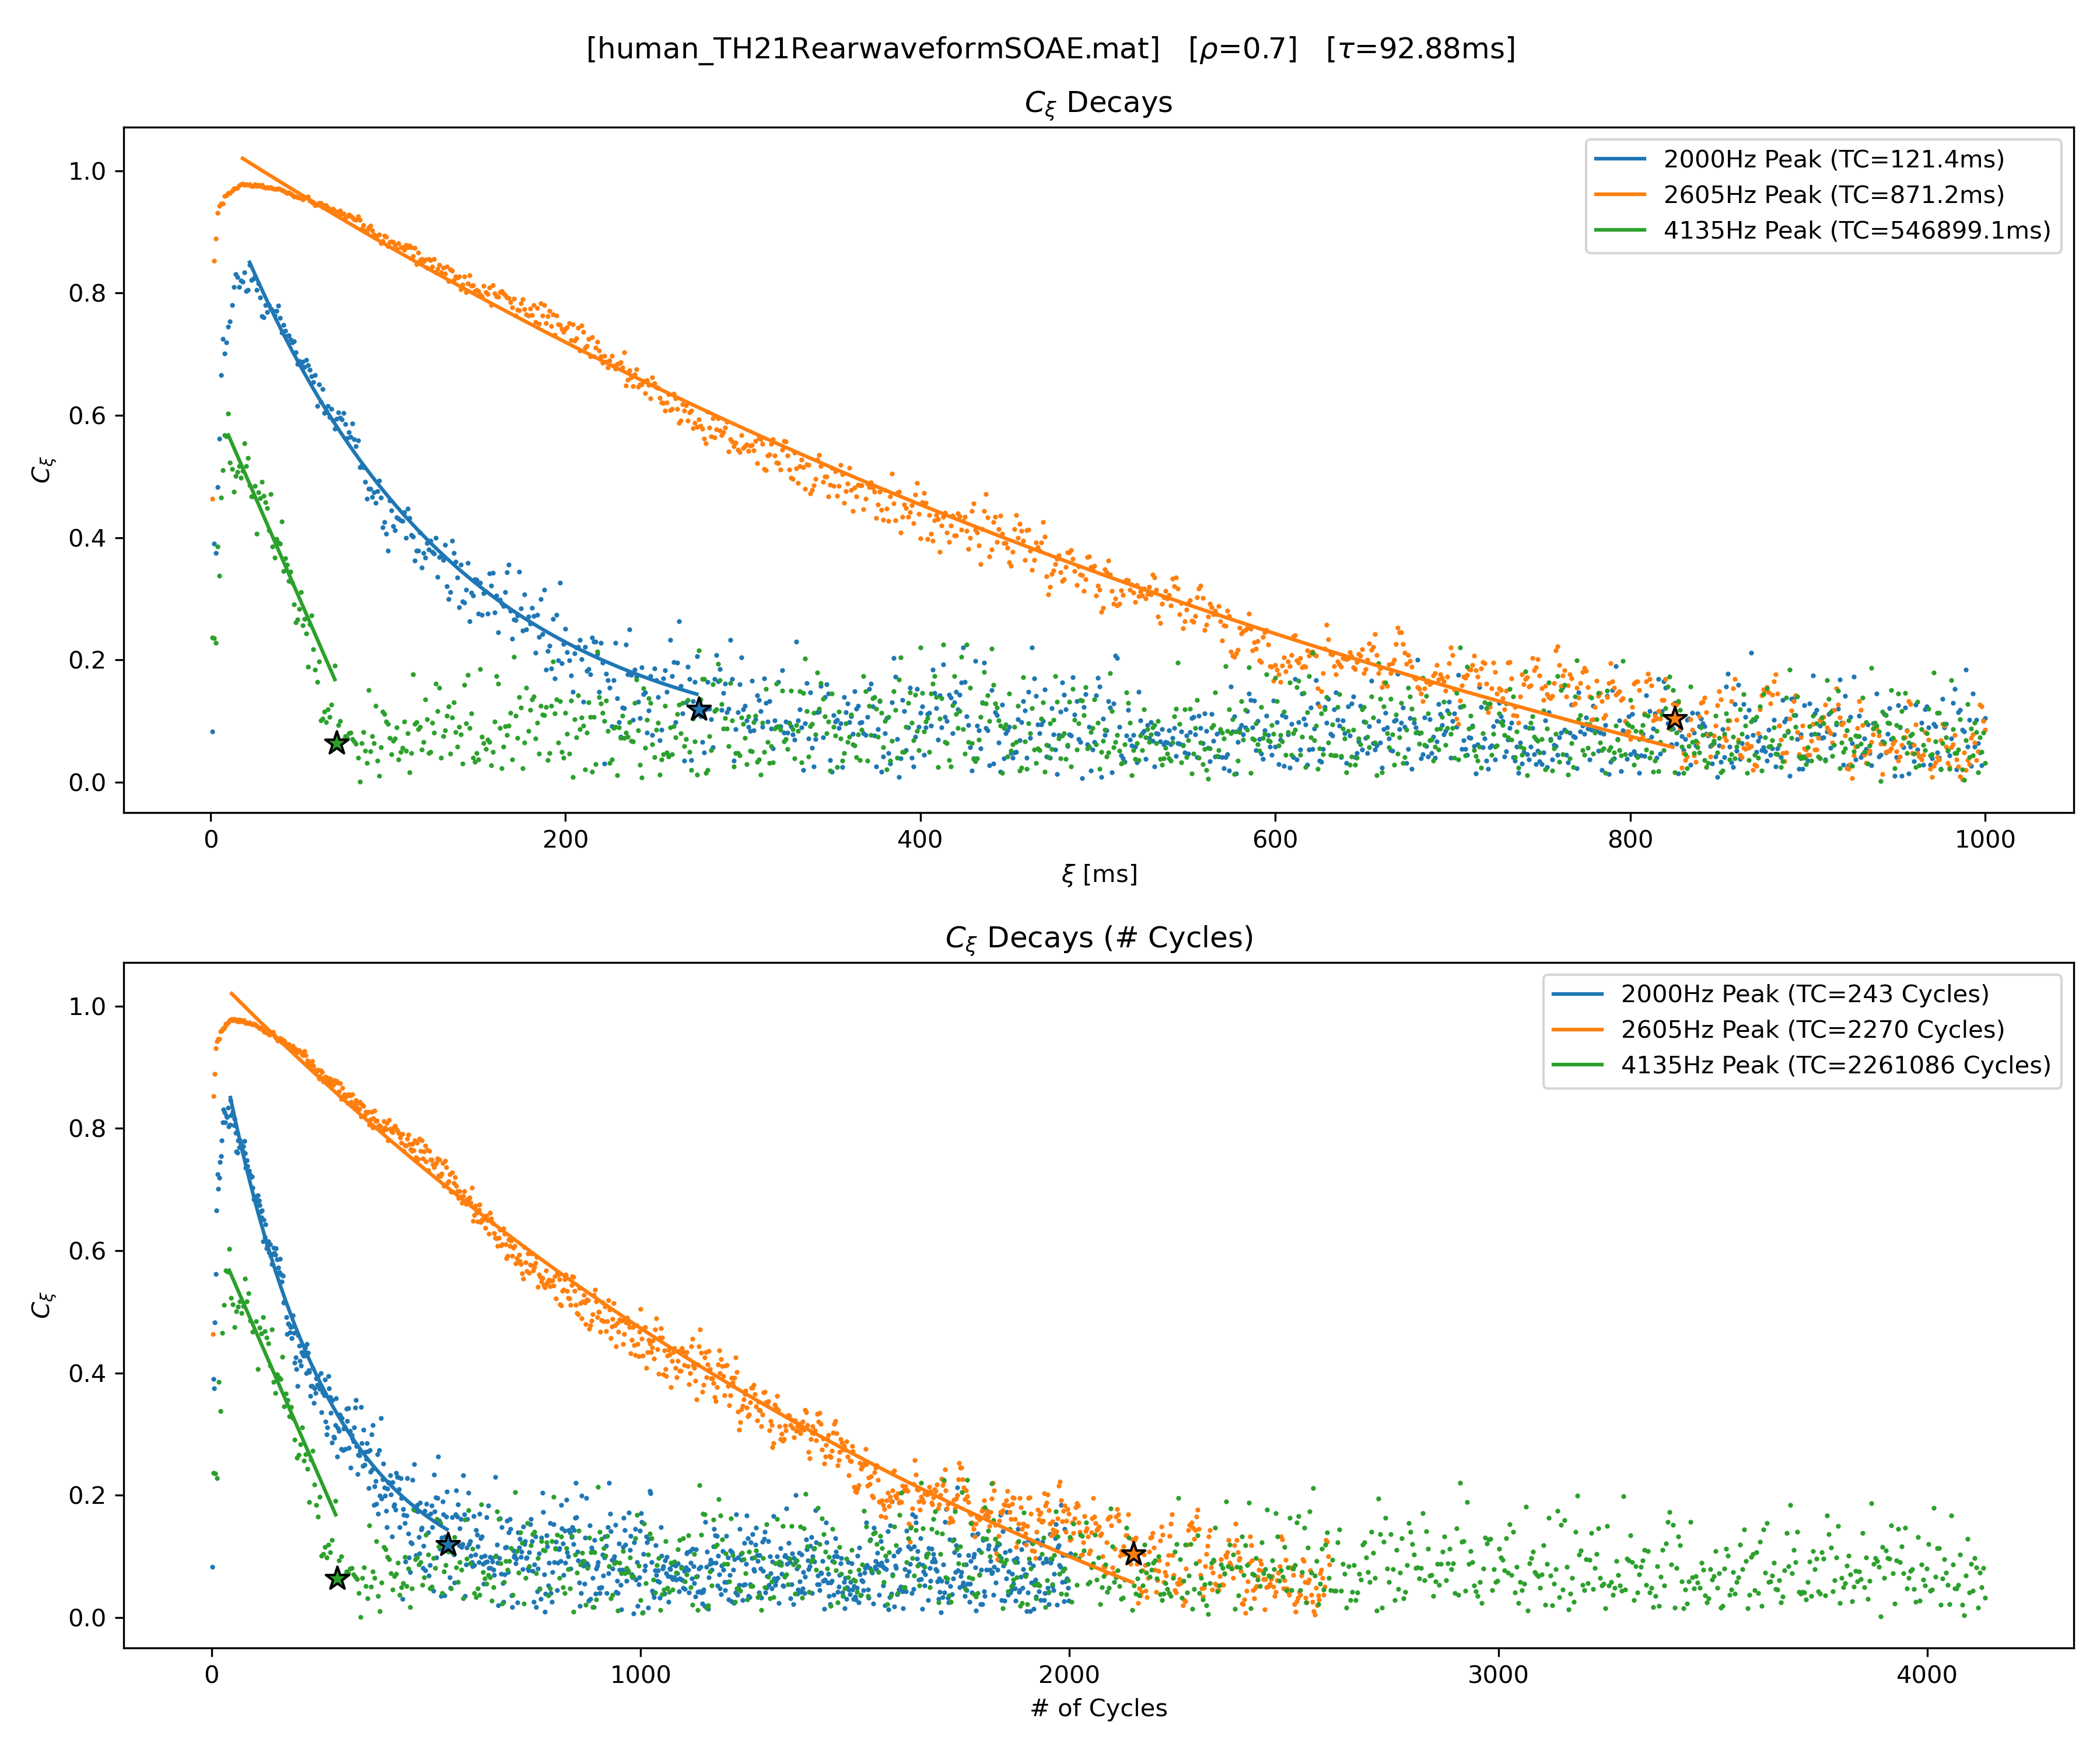 [human_TH21RearwaveformSOAE.mat]   [ρ=0.7]   [τ=92.88ms]
C_ξ Decays
1.0
0.8
0.6
0.4
0.2
0.0
C_ξ
2000Hz Peak (TC=121.4ms)
2605Hz Peak (TC=871.2ms)
4135Hz Peak (TC=546899.1ms)
0 200 400 600 800 1000
ξ [ms]
C_ξ Decays (# Cycles)
1.0
0.8
0.6
0.4
0.2
0.0
C_ξ
2000Hz Peak (TC=243 Cycles)
2605Hz Peak (TC=2270 Cycles)
4135Hz Peak (TC=2261086 Cycles)
0 1000 2000 3000 4000
# of Cycles